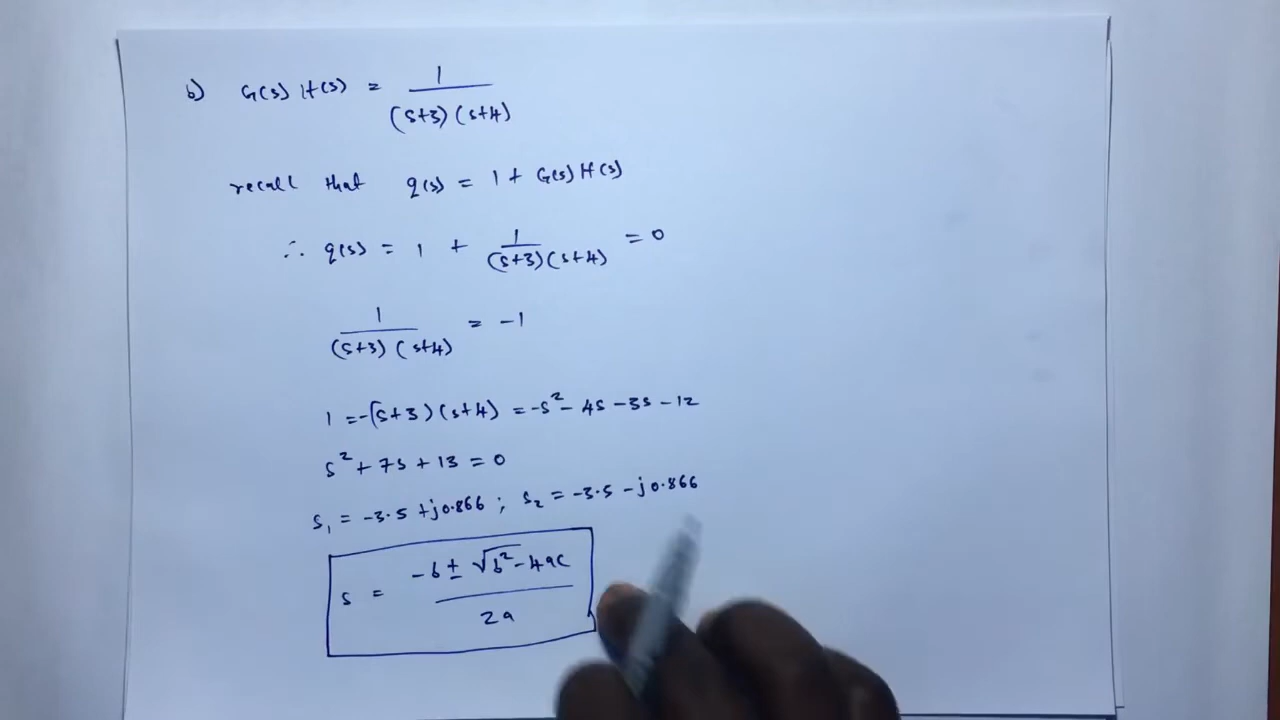 b) G(s) H(s) = 1 / (s+3)(s+4)
recall that q(s) = 1 + G(s) H(s)
∴ q(s) = 1 + 1 / (s+3)(s+4) = 0
1 / (s+3)(s+4) = -1
1 = -(s+3)(s+4) = -s² - 4s - 3s - 12
s² + 7s + 13 = 0
s₁ = -3.5 + j0.866 ; s₂ = -3.5 - j0.866
s = -b ± √b² - 4ac / 2a